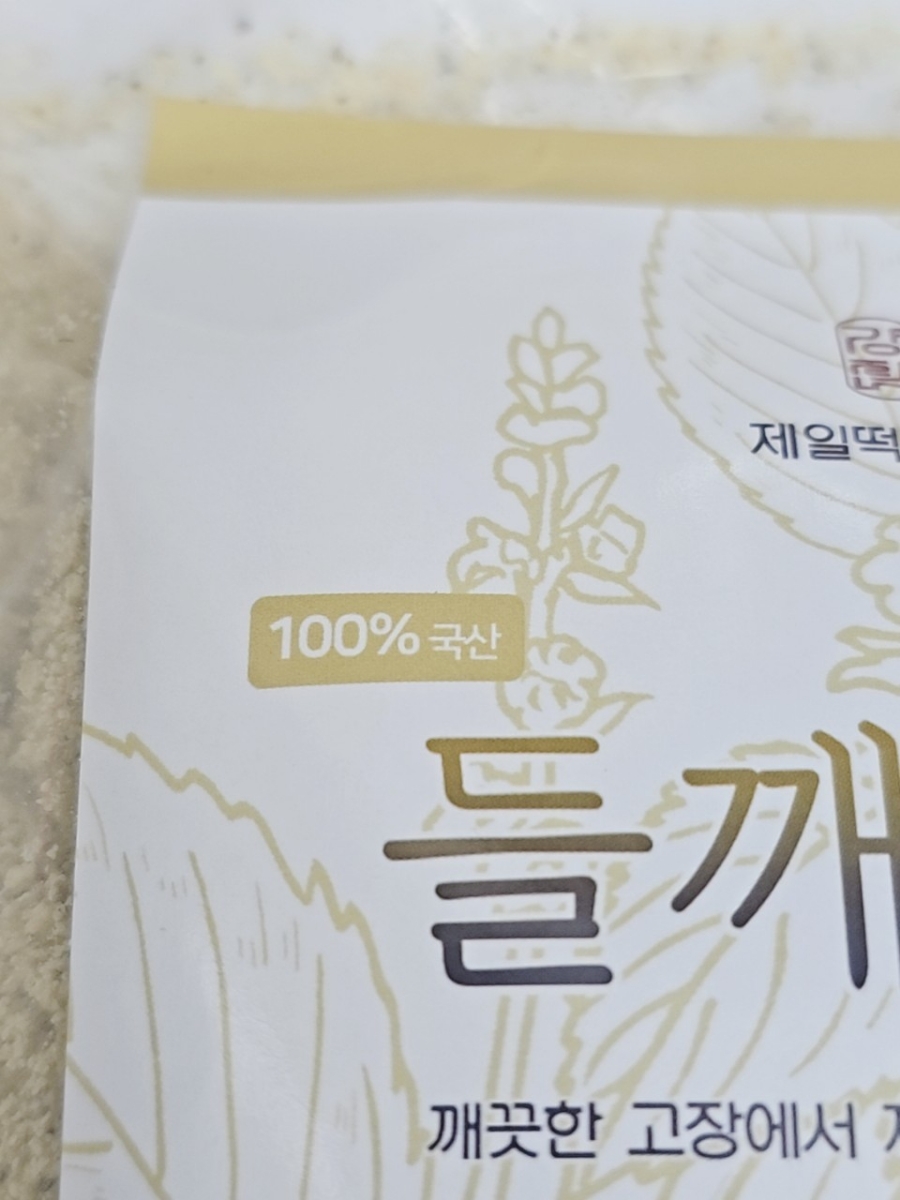 제일떡
100% 국산
들깨
깨끗한 고장에서